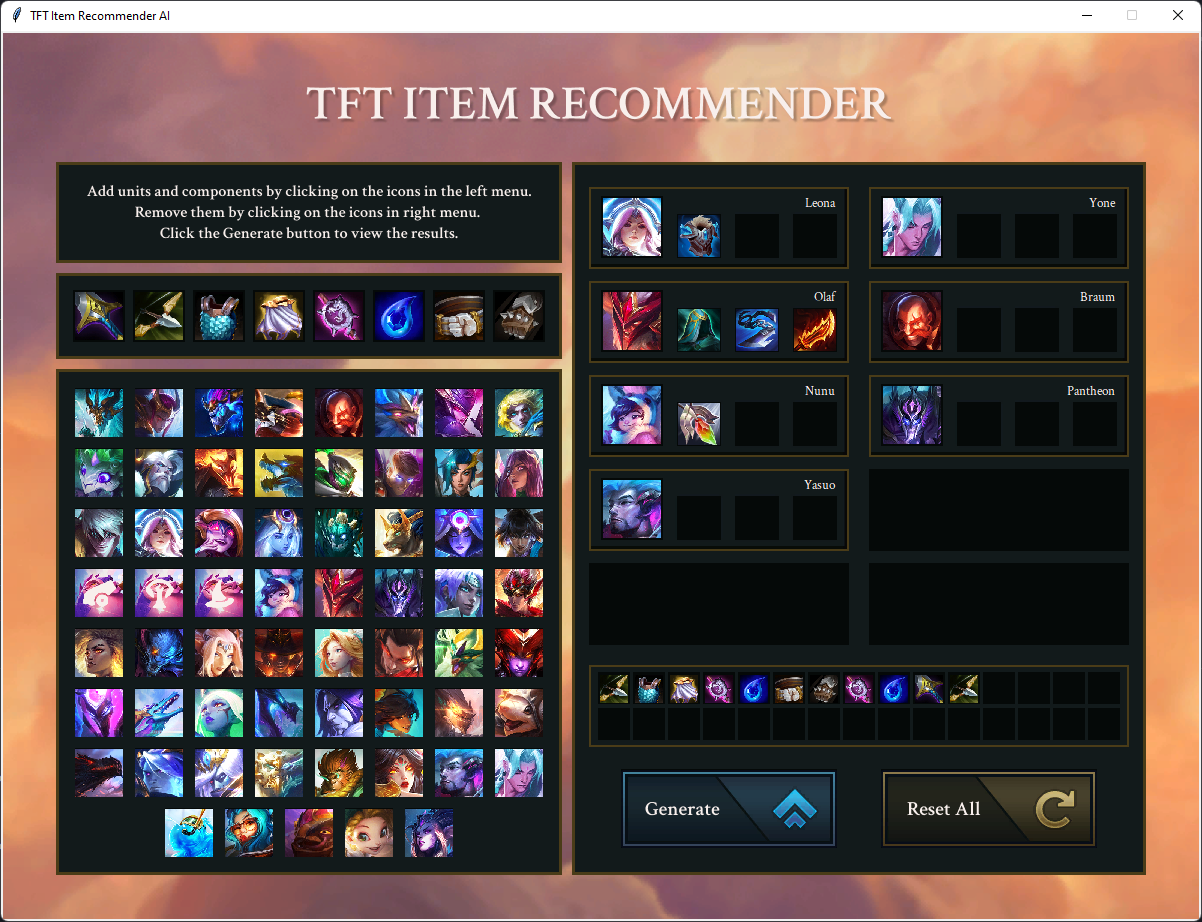 TFT Item Recommender AI
TFT ITEM RECOMMENDER
Add units and components by clicking on the icons in the left menu.
Remove them by clicking on the icons in right menu.
Click the Generate button to view the results.
Leona
Yone
Olaf
Braum
Nunu
Pantheon
Yasuo
Generate
Reset All